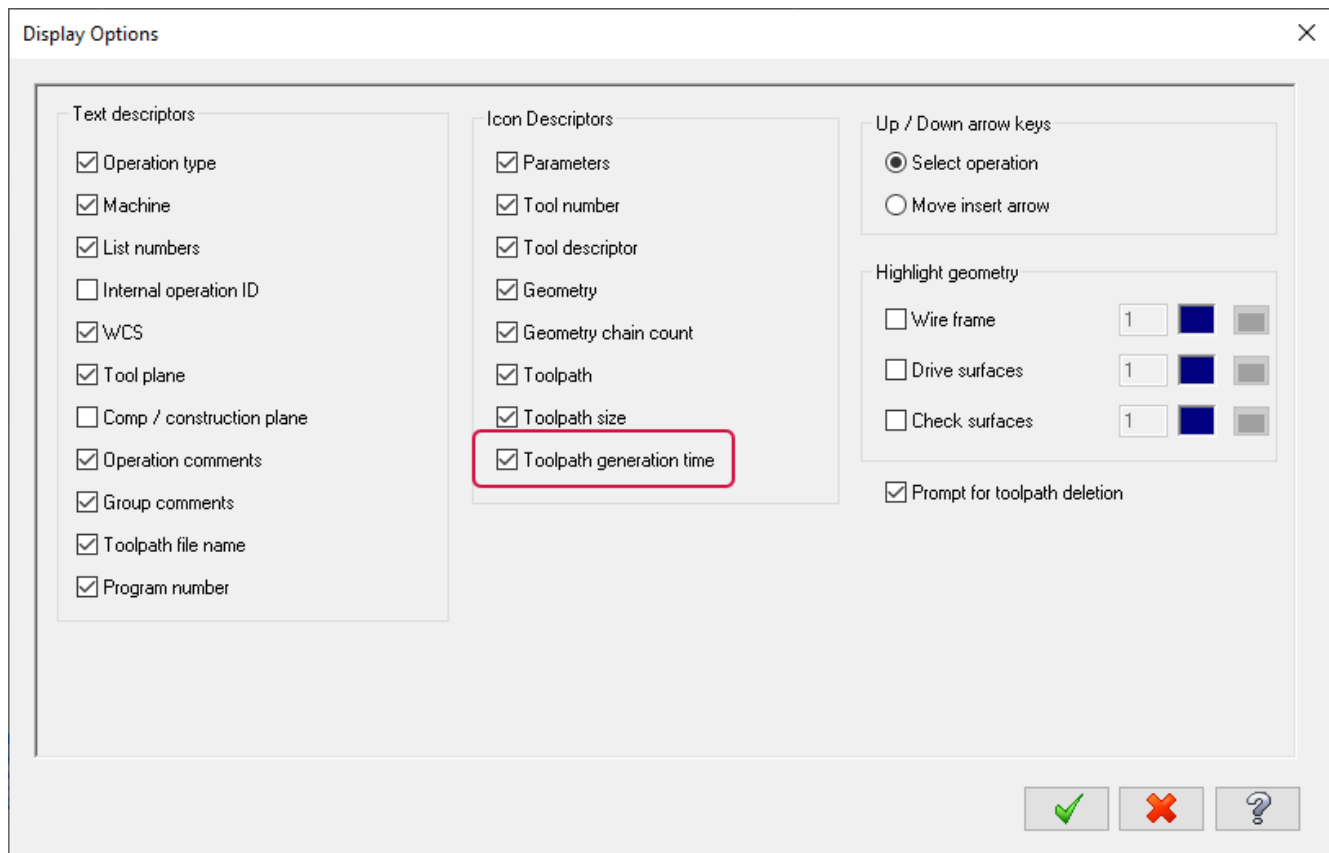 Display Options
Text descriptors
Operation type
Machine
List numbers
Internal operation ID
WCS
Tool plane
Comp / construction plane
Operation comments
Group comments
Toolpath file name
Program number
Icon Descriptors
Parameters
Tool number
Tool descriptor
Geometry
Geometry chain count
Toolpath
Toolpath size
Toolpath generation time
Up / Down arrow keys
Select operation
Move insert arrow
Highlight geometry
Wire frame 1
Drive surfaces 1
Check surfaces 1
Prompt for toolpath deletion